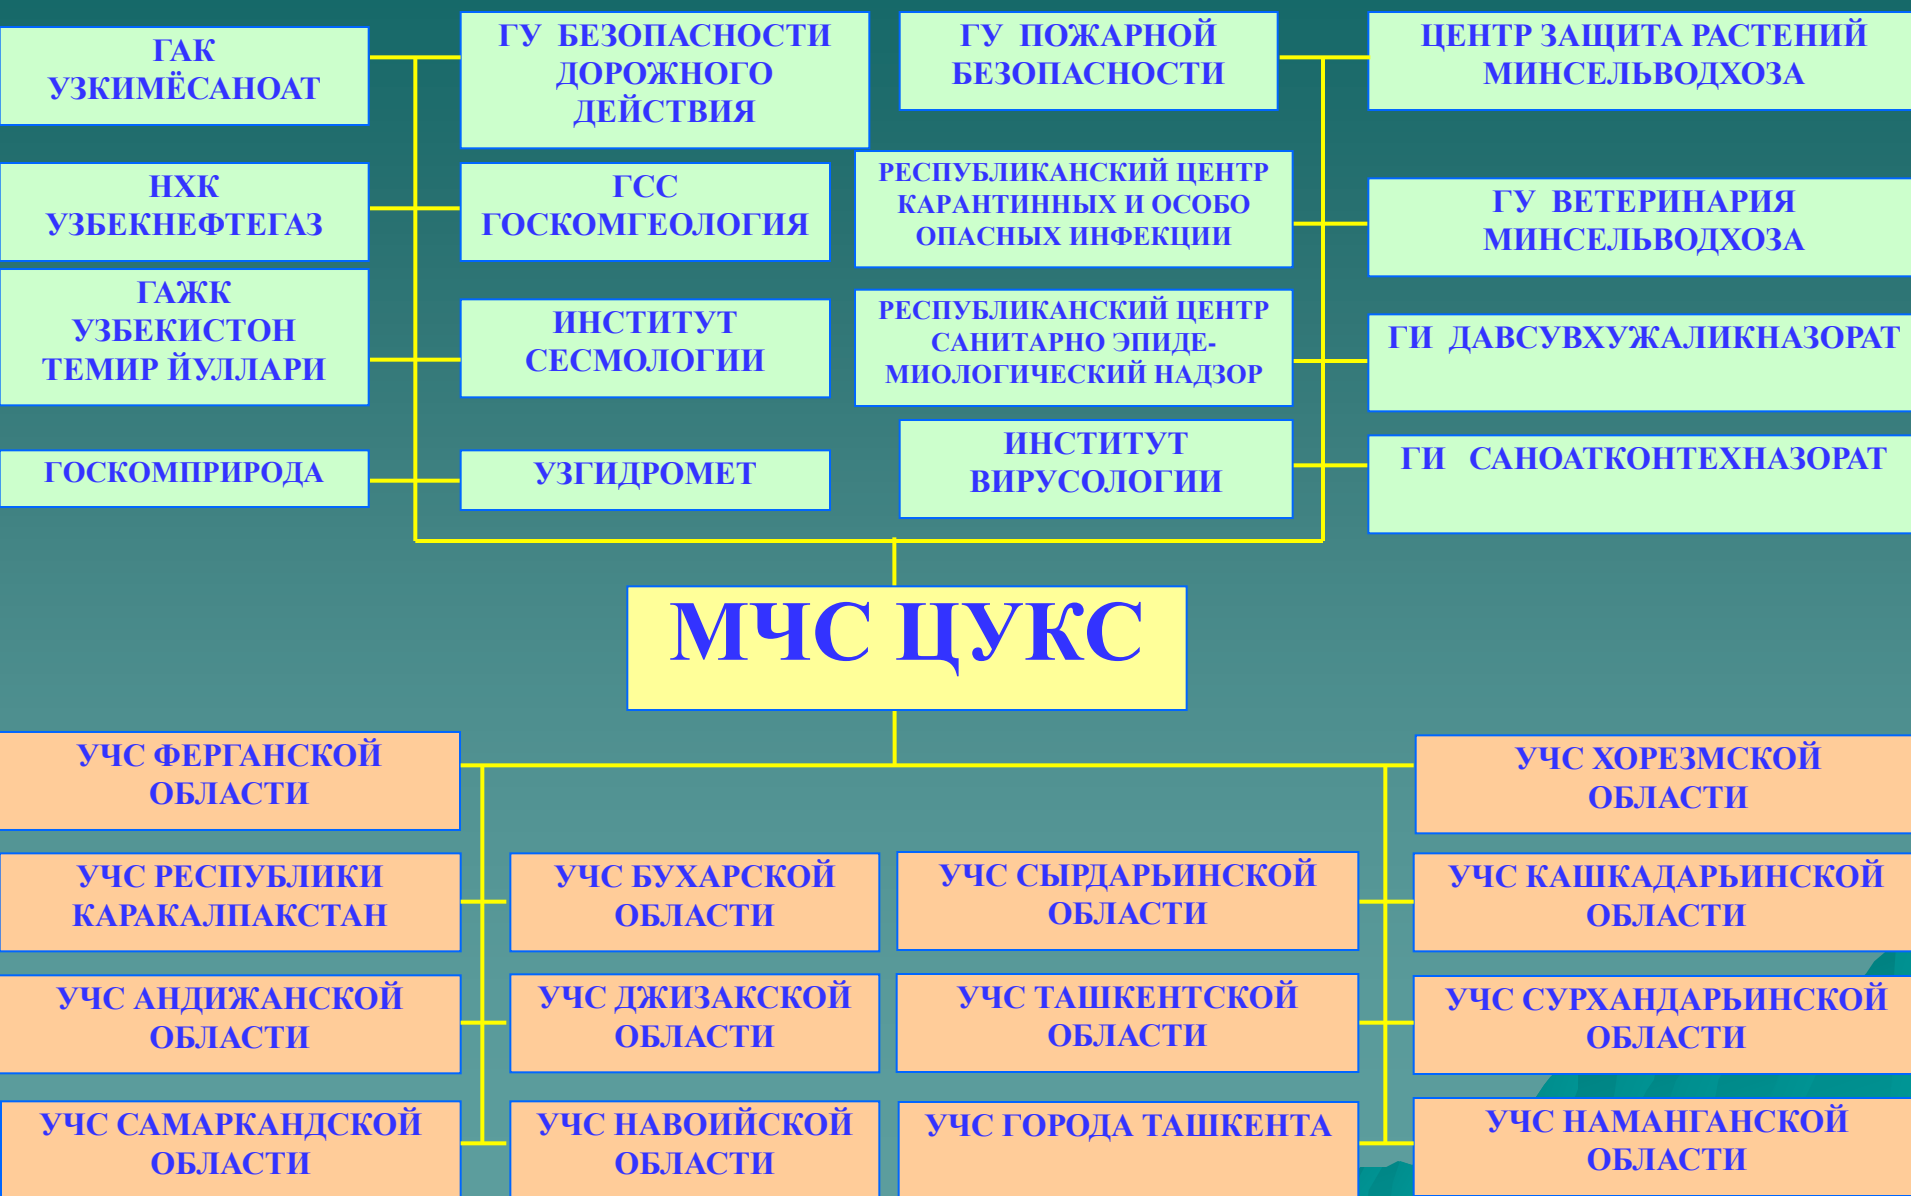 ГАК
УЗКИМЁСАНОАТ
ГУ БЕЗОПАСНОСТИ
ДОРОЖНОГО
ДЕЙСТВИЯ
ГУ ПОЖАРНОЙ
БЕЗОПАСНОСТИ
ЦЕНТР ЗАЩИТА РАСТЕНИЙ
МИНСЕЛЬВОДХОЗА
НХК
УЗБЕКНЕФТЕГАЗ
ГСС
ГОСКОМГЕОЛОГИЯ
РЕСПУБЛИКАНСКИЙ ЦЕНТР
КАРАНТИННЫХ И ОСОБО
ОПАСНЫХ ИНФЕКЦИИ
ГУ ВЕТЕРИНАРИЯ
МИНСЕЛЬВОДХОЗА
ГАЖК
УЗБЕКИСТОН
ТЕМИР ЙУЛЛАРИ
ИНСТИТУТ
СЕСМОЛОГИИ
РЕСПУБЛИКАНСКИЙ ЦЕНТР
САНИТАРНО ЭПИДЕ-
МИОЛОГИЧЕСКИЙ НАДЗОР
ГИ ДАВСУВХУЖАЛИКНАЗОРАТ
ГОСКОМПРИРОДА
УЗГИДРОМЕТ
ИНСТИТУТ
ВИРУСОЛОГИИ
ГИ САНОАТКОНТЕХНАЗОРАТ
МЧС ЦУКС
УЧС ФЕРГАНСКОЙ
ОБЛАСТИ
УЧС ХОРЕЗМСКОЙ
ОБЛАСТИ
УЧС РЕСПУБЛИКИ
КАРАКАЛПАКСТАН
УЧС БУХАРСКОЙ
ОБЛАСТИ
УЧС СЫРДАРЬИНСКОЙ
ОБЛАСТИ
УЧС КАШКАДАРЬИНСКОЙ
ОБЛАСТИ
УЧС АНДИЖАНСКОЙ
ОБЛАСТИ
УЧС ДЖИЗАКСКОЙ
ОБЛАСТИ
УЧС ТАШКЕНТСКОЙ
ОБЛАСТИ
УЧС СУРХАНДАРЬИНСКОЙ
ОБЛАСТИ
УЧС САМАРКАНДСКОЙ
ОБЛАСТИ
УЧС НАВОИЙСКОЙ
ОБЛАСТИ
УЧС ГОРОДА ТАШКЕНТА
УЧС НАМАНГАНСКОЙ
ОБЛАСТИ